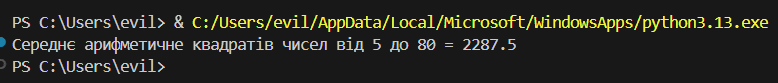 PS C:\Users\evil> & C:/Users/evil/AppData/Local/Microsoft/WindowsApps/python3.13.exe
Середнє арифметичне квадратів чисел від 5 до 80 = 2287.5
PS C:\Users\evil>